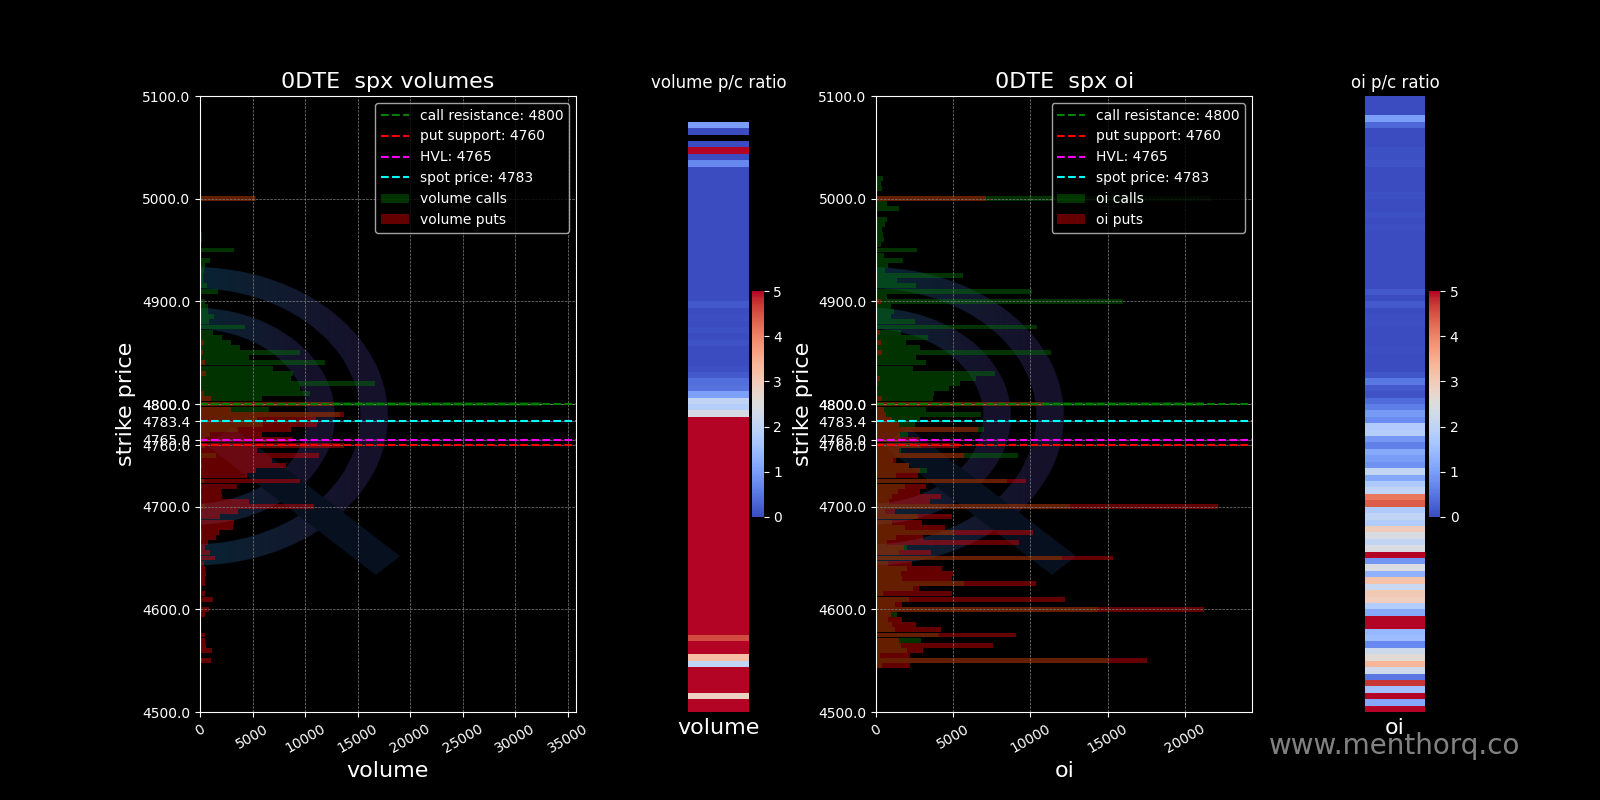 0DTE  spx volumes
volume p/c ratio
0DTE  spx oi
oi p/c ratio
call resistance: 4800
put support: 4760
HVL: 4765
spot price: 4783
volume calls
volume puts
5100.0
5000.0
4900.0
4800.0
4783.4
4765.0
4760.0
4700.0
4600.0
4500.0
strike price
0
5000
10000
15000
20000
25000
30000
35000
volume
5
4
3
2
1
0
volume
call resistance: 4800
put support: 4760
HVL: 4765
spot price: 4783
oi calls
oi puts
5100.0
5000.0
4900.0
4800.0
4783.4
4765.0
4760.0
4700.0
4600.0
4500.0
strike price
0
5000
10000
15000
20000
oi
5
4
3
2
1
0
oi
www.menthorq.co